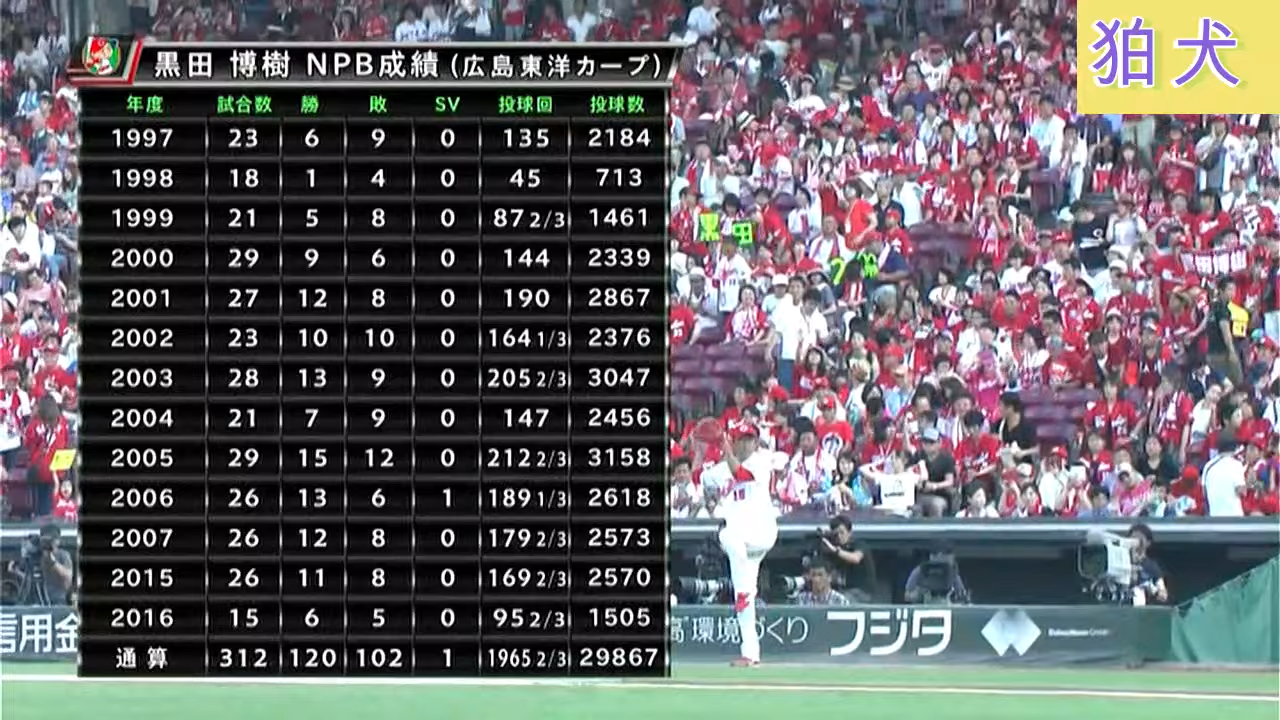 狛犬
黒田 博樹 NPB成績(広島東洋カープ)
年度 試合数 勝 敗 SV 投球回 投球数
1997 23 6 9 0 135 2184
1998 18 1 4 0 45 713
1999 21 5 8 0 87 2/3 1461
2000 29 9 6 0 144 2339
2001 27 12 8 0 190 2867
2002 23 10 10 0 164 1/3 2376
2003 28 13 9 0 205 2/3 3047
2004 21 7 9 0 147 2456
2005 29 15 12 0 212 2/3 3158
2006 26 13 6 1 189 1/3 2618
2007 26 12 8 0 179 2/3 2573
2015 26 11 8 0 169 2/3 2570
2016 15 6 5 0 95 2/3 1505
通算 312 120 102 1 1965 2/3 29867
黒田
黒田博樹
信用金
高環境づくり フジタ